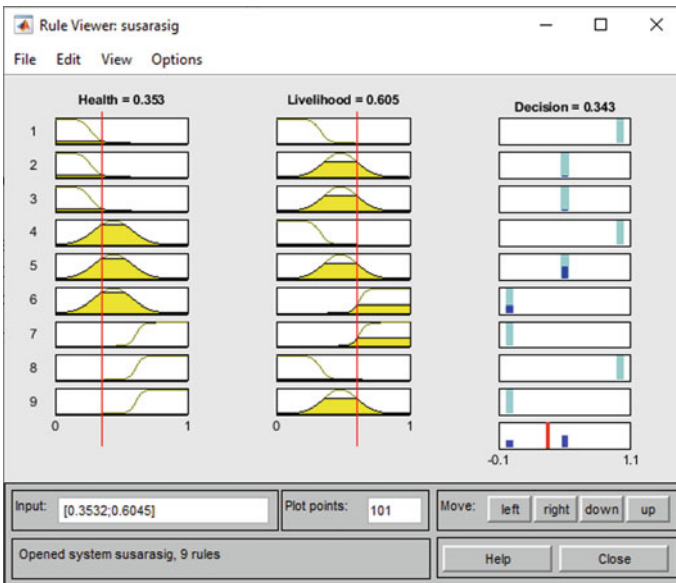 Rule Viewer: susarasig
File Edit View Options
Health = 0.353 Livelihood = 0.605 Decision = 0.343
1
2
3
4
5
6
7
8
9
0 1 0 1 -0.1 1.1
Input: [0.3532;0.6045] Plot points: 101 Move: left right down up
Opened system susarasig, 9 rules Help Close